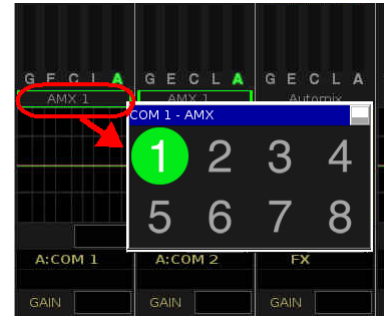 G E C L A G E C L A G E C L A
AMX 1 AMX 1 Automix
COM 1 - AMX
1 2 3 4
5 6 7 8
A:COM 1 A:COM 2 FX
GAIN GAIN GAIN